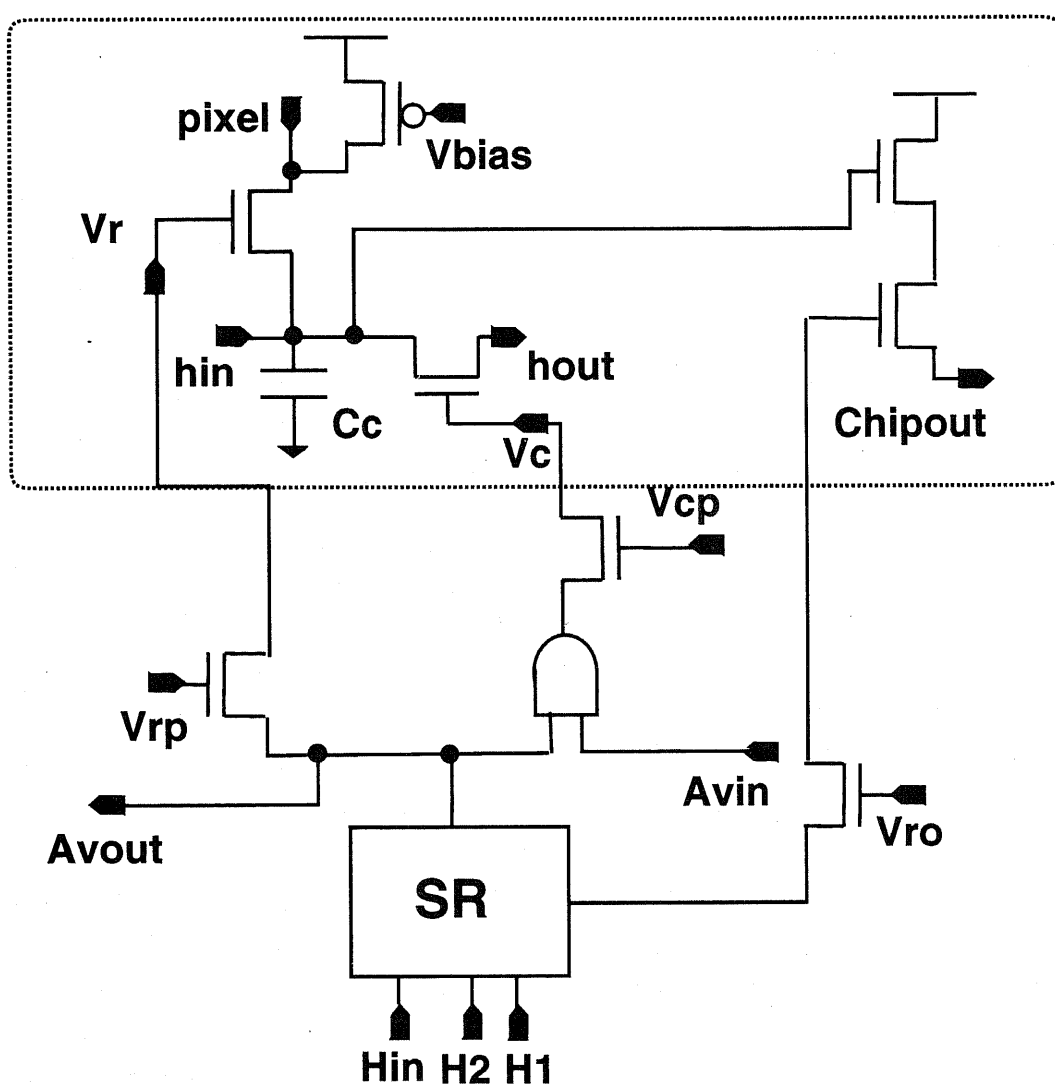 pixel
Vbias
Vr
hin
hout
Cc
Chipout
Vc
Vcp
Vrp
Avin
Vro
Avout
SR
Hin H2 H1